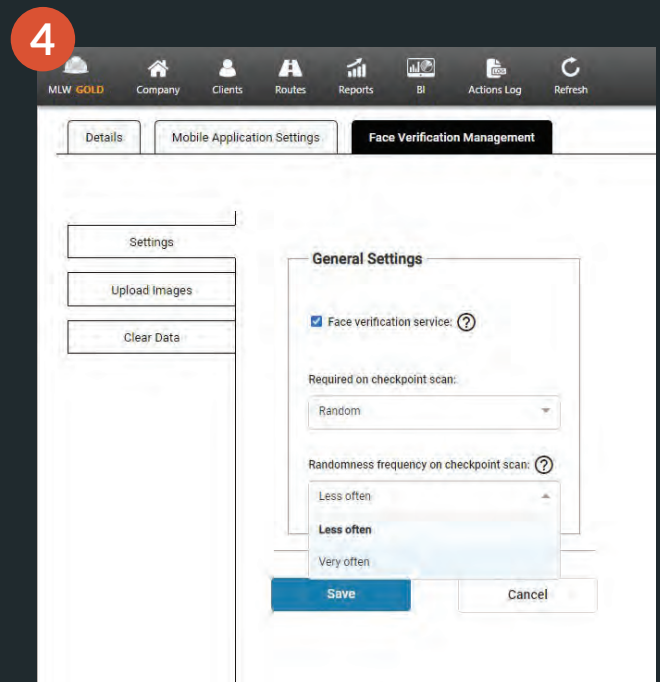 4
MLW GOLD Company Clients Routes Reports BI Actions Log Refresh
LOG
Details Mobile Application Settings Face Verification Management
Settings
Upload Images
Clear Data
General Settings
Face verification service: ?
Required on checkpoint scan:
Random
Randomness frequency on checkpoint scan: ?
Less often
Less often
Very often
Save Cancel